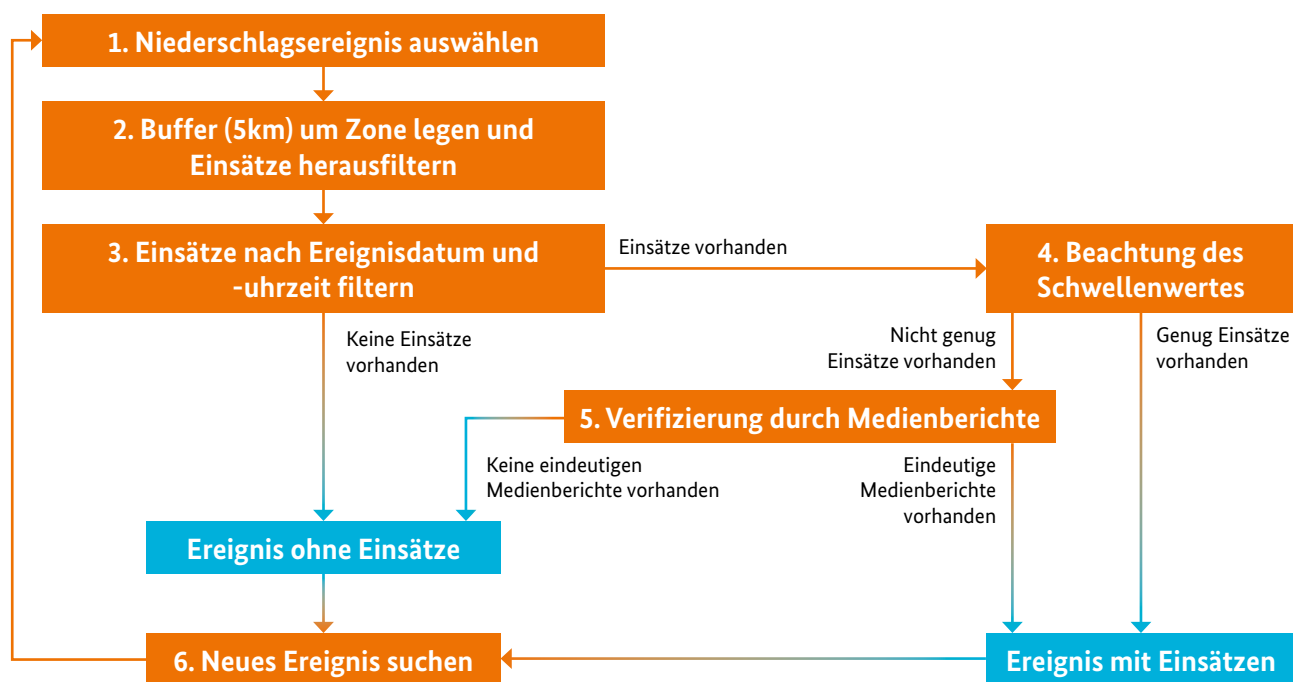 1. Niederschlagsereignis auswählen
2. Buffer (5km) um Zone legen und
Einsätze herausfiltern
3. Einsätze nach Ereignisdatum und
-uhrzeit filtern
Einsätze vorhanden
4. Beachtung des
Schwellenwertes
Keine Einsätze
vorhanden
Nicht genug
Einsätze vorhanden
Genug Einsätze
vorhanden
5. Verifizierung durch Medienberichte
Keine eindeutigen
Medienberichte vorhanden
Eindeutige
Medienberichte
vorhanden
Ereignis ohne Einsätze
6. Neues Ereignis suchen
Ereignis mit Einsätzen